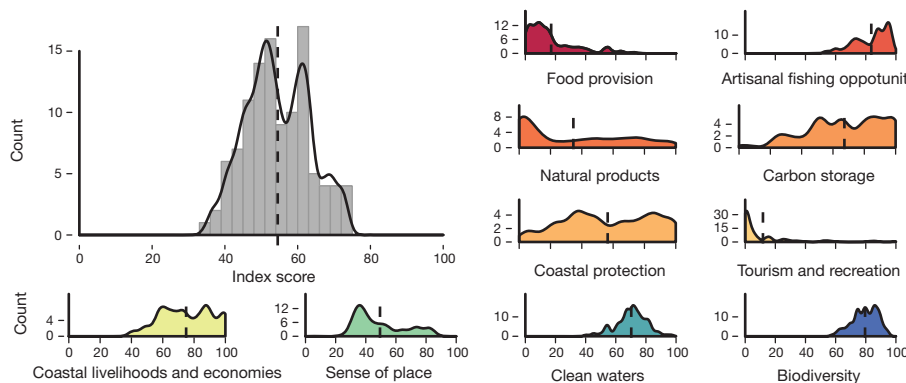 15
10
5
0
Count
0 20 40 60 80 100
Index score
12
6
0
Food provision
10
0
Artisanal fishing oppotunit
8
4
0
Natural products
4
2
0
Carbon storage
4
2
0
Coastal protection
30
15
0
Tourism and recreation
Count
4
0
0 20 40 60 80 100
Coastal livelihoods and economies
12
6
0
0 20 40 60 80 100
Sense of place
10
0
0 20 40 60 80 100
Clean waters
10
0
0 20 40 60 80 100
Biodiversity